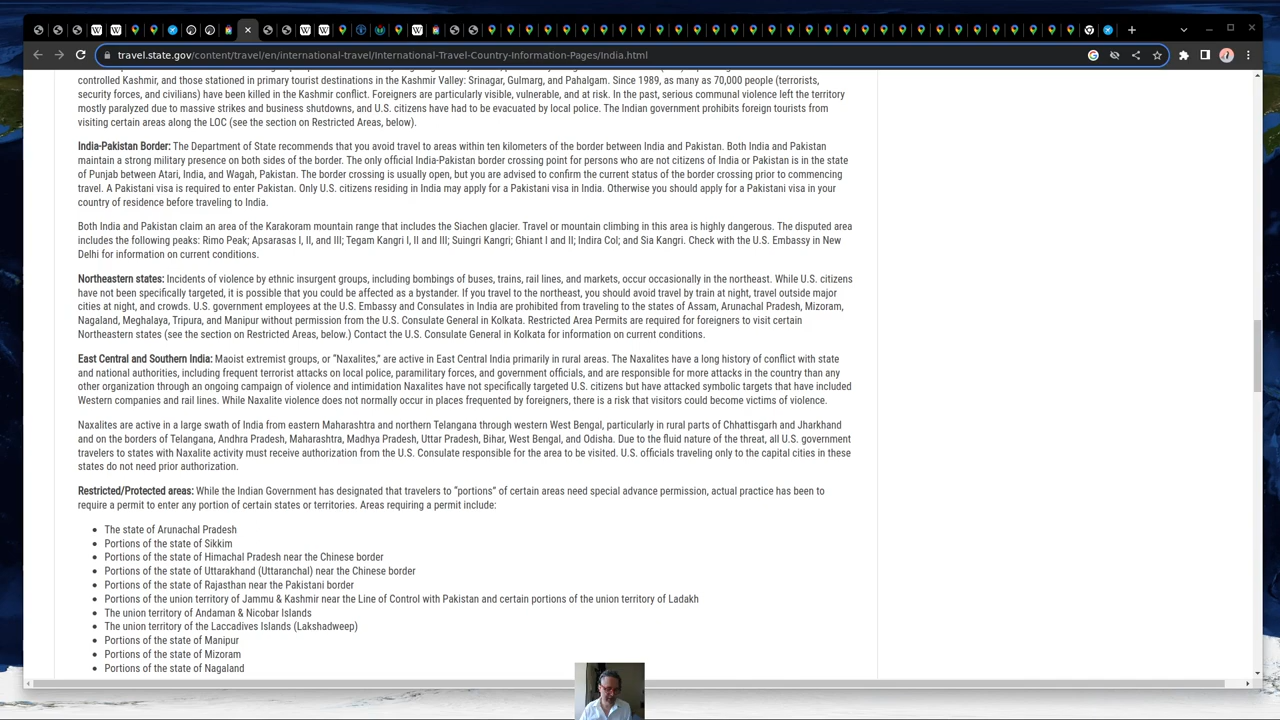 travel.state.gov/content/travel/en/international-travel/International-Travel-Country-Information-Pages/India.html
controlled Kashmir, and those stationed in primary tourist destinations in the Kashmir Valley: Srinagar, Gulmarg, and Pahalgam. Since 1989, as many as 70,000 people (terrorists,
security forces, and civilians) have been killed in the Kashmir conflict. Foreigners are particularly visible, vulnerable, and at risk. In the past, serious communal violence left the territory
mostly paralyzed due to massive strikes and business shutdowns, and U.S. citizens have had to be evacuated by local police. The Indian government prohibits foreign tourists from
visiting certain areas along the LOC (see the section on Restricted Areas, below).
India-Pakistan Border: The Department of State recommends that you avoid travel to areas within ten kilometers of the border between India and Pakistan. Both India and Pakistan
maintain a strong military presence on both sides of the border. The only official India-Pakistan border crossing point for persons who are not citizens of India or Pakistan is in the state
of Punjab between Atari, India, and Wagah, Pakistan. The border crossing is usually open, but you are advised to confirm the current status of the border crossing prior to commencing
travel. A Pakistani visa is required to enter Pakistan. Only U.S. citizens residing in India may apply for a Pakistani visa in India. Otherwise you should apply for a Pakistani visa in your
country of residence before traveling to India.
Both India and Pakistan claim an area of the Karakoram mountain range that includes the Siachen glacier. Travel or mountain climbing in this area is highly dangerous. The disputed area
includes the following peaks: Rimo Peak; Apsarasas I, II, and III; Tegam Kangri I, II and III; Suingri Kangri; Ghiant I and II; Indira Col; and Sia Kangri. Check with the U.S. Embassy in New
Delhi for information on current conditions.
Northeastern states: Incidents of violence by ethnic insurgent groups, including bombings of buses, trains, rail lines, and markets, occur occasionally in the northeast. While U.S. citizens
have not been specifically targeted, it is possible that you could be affected as a bystander. If you travel to the northeast, you should avoid travel by train at night, travel outside major
cities at night, and crowds. U.S. government employees at the U.S. Embassy and Consulates in India are prohibited from traveling to the states of Assam, Arunachal Pradesh, Mizoram,
Nagaland, Meghalaya, Tripura, and Manipur without permission from the U.S. Consulate General in Kolkata. Restricted Area Permits are required for foreigners to visit certain
Northeastern states (see the section on Restricted Areas, below.) Contact the U.S. Consulate General in Kolkata for information on current conditions.
East Central and Southern India: Maoist extremist groups, or “Naxalites,” are active in East Central India primarily in rural areas. The Naxalites have a long history of conflict with state
and national authorities, including frequent terrorist attacks on local police, paramilitary forces, and government officials, and are responsible for more attacks in the country than any
other organization through an ongoing campaign of violence and intimidation Naxalites have not specifically targeted U.S. citizens but have attacked symbolic targets that have included
Western companies and rail lines. While Naxalite violence does not normally occur in places frequented by foreigners, there is a risk that visitors could become victims of violence.
Naxalites are active in a large swath of India from eastern Maharashtra and northern Telangana through western West Bengal, particularly in rural parts of Chhattisgarh and Jharkhand
and on the borders of Telangana, Andhra Pradesh, Maharashtra, Madhya Pradesh, Uttar Pradesh, Bihar, West Bengal, and Odisha. Due to the fluid nature of the threat, all U.S. government
travelers to states with Naxalite activity must receive authorization from the U.S. Consulate responsible for the area to be visited. U.S. officials traveling only to the capital cities in these
states do not need prior authorization.
Restricted/Protected areas: While the Indian Government has designated that travelers to “portions” of certain areas need special advance permission, actual practice has been to
require a permit to enter any portion of certain states or territories. Areas requiring a permit include:
The state of Arunachal Pradesh
Portions of the state of Sikkim
Portions of the state of Himachal Pradesh near the Chinese border
Portions of the state of Uttarakhand (Uttaranchal) near the Chinese border
Portions of the state of Rajasthan near the Pakistani border
Portions of the union territory of Jammu & Kashmir near the Line of Control with Pakistan and certain portions of the union territory of Ladakh
The union territory of Andaman & Nicobar Islands
The union territory of the Laccadives Islands (Lakshadweep)
Portions of the state of Manipur
Portions of the state of Mizoram
Portions of the state of Nagaland